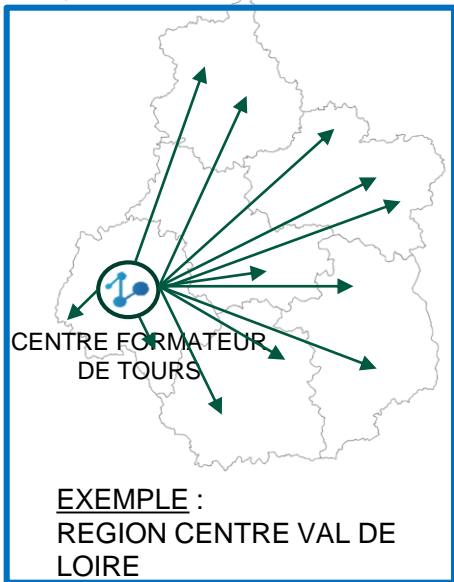 CENTRE FORMATEUR
DE TOURS
EXEMPLE :
REGION CENTRE VAL DE
LOIRE